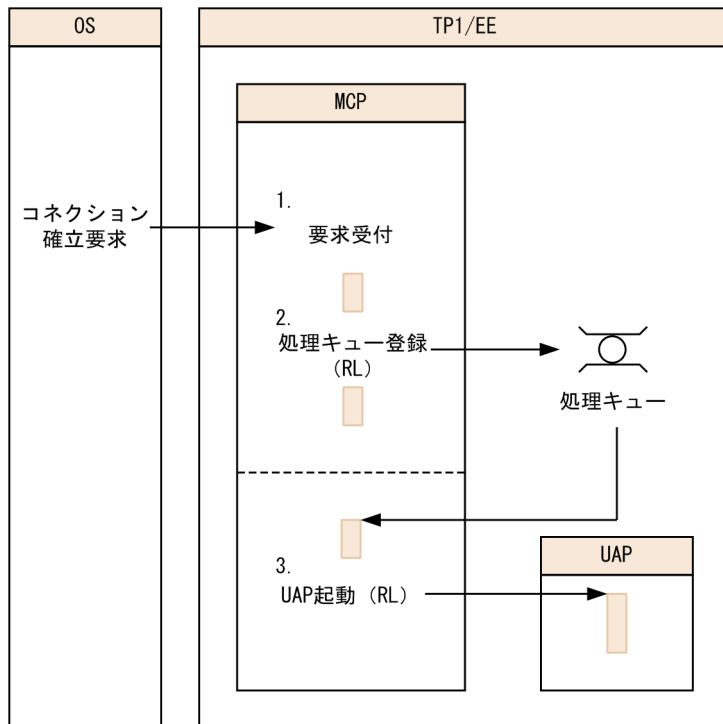 OS
TP1/EE
MCP
コネクション
確立要求
1.
要求受付
2.
処理キュー登録
(RL)
処理キュー
3.
UAP起動 (RL)
UAP